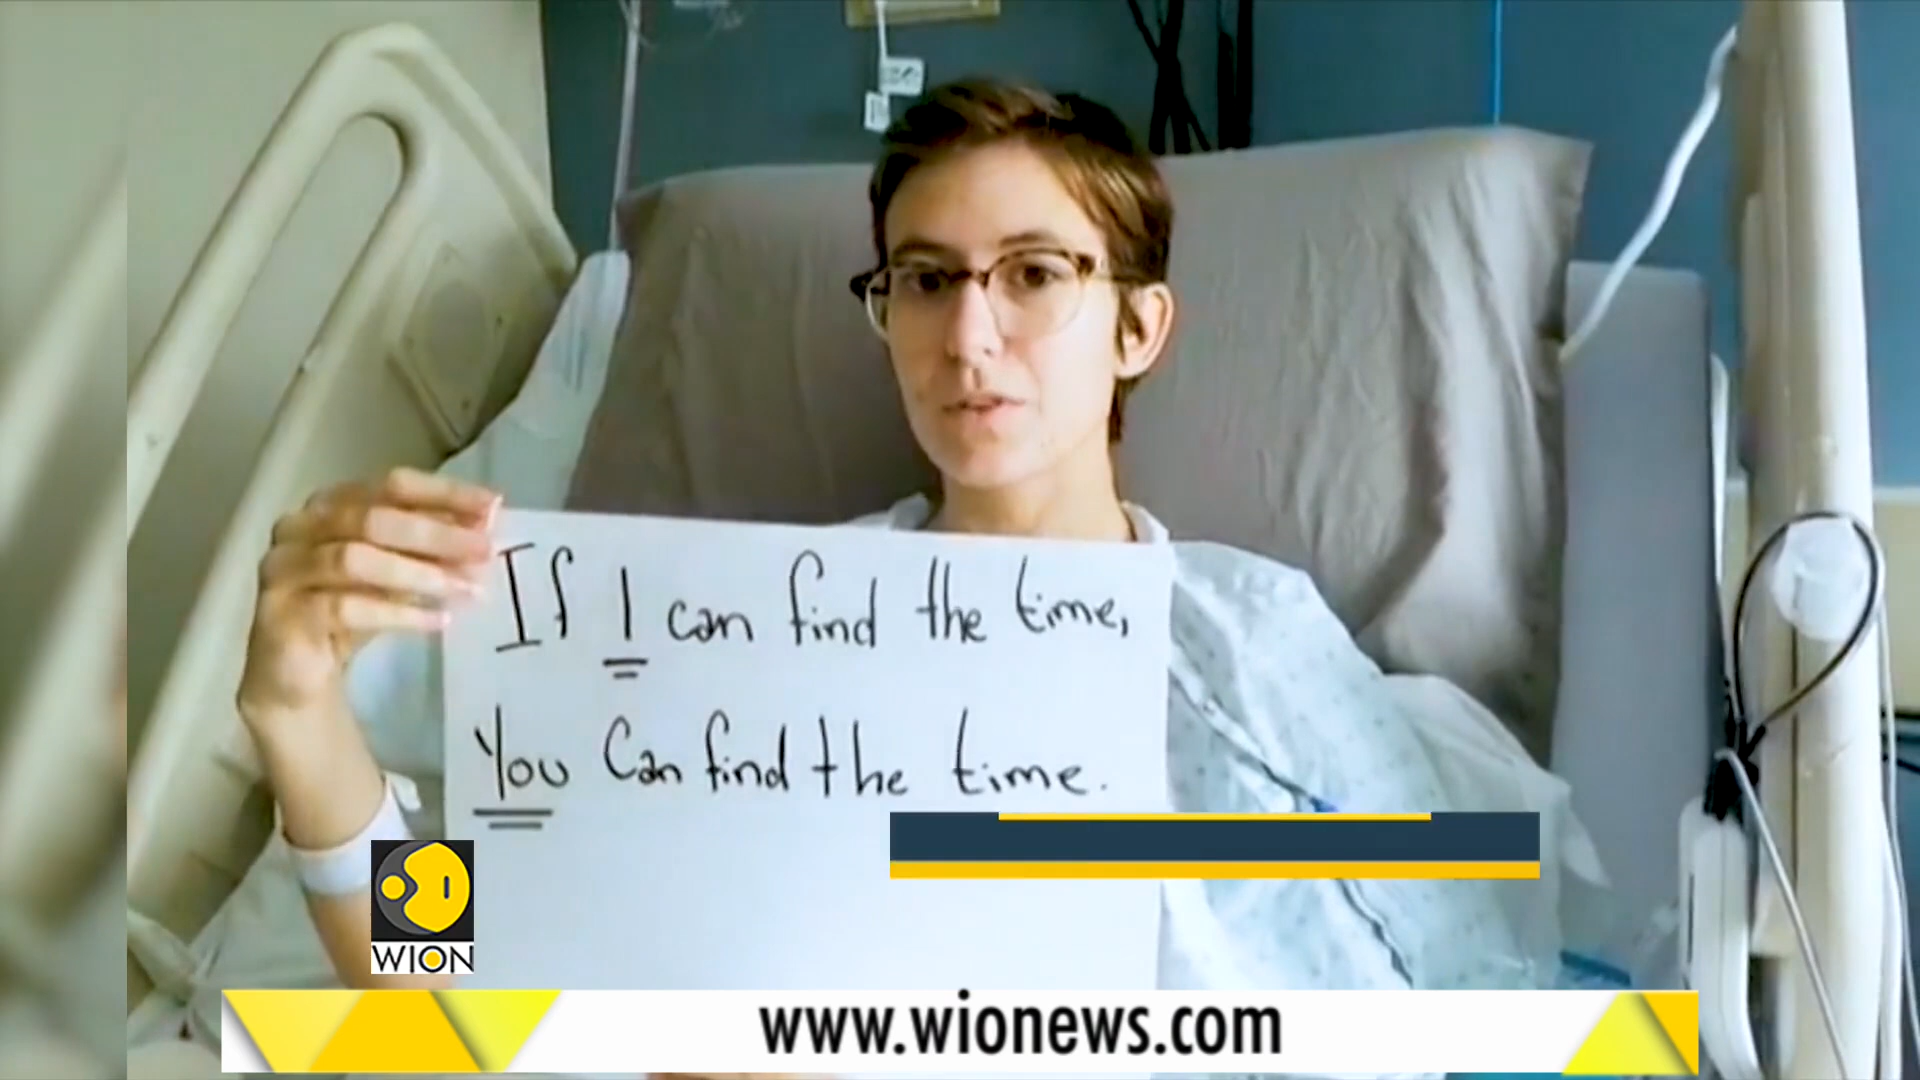 If I can find the time,
You Can find the time.
WION
www.wionews.com